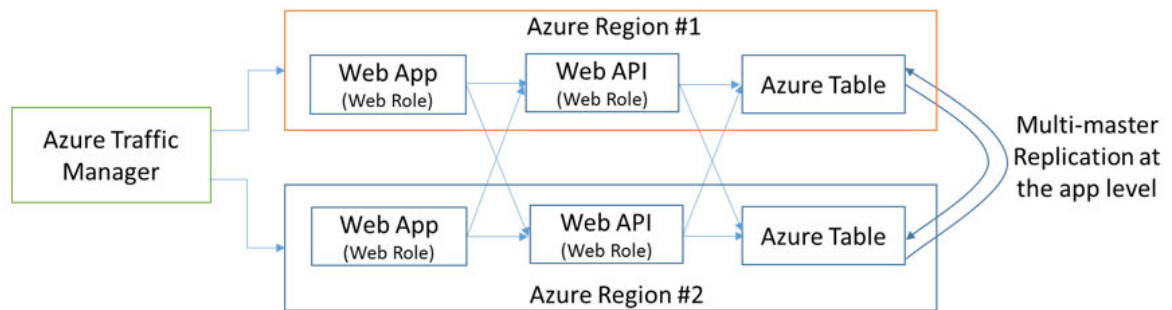 Azure Region #1
Web App
(Web Role)
Web API
(Web Role)
Azure Table
Azure Traffic
Manager
Multi-master
Replication at
the app level
Web App
(Web Role)
Web API
(Web Role)
Azure Table
Azure Region #2